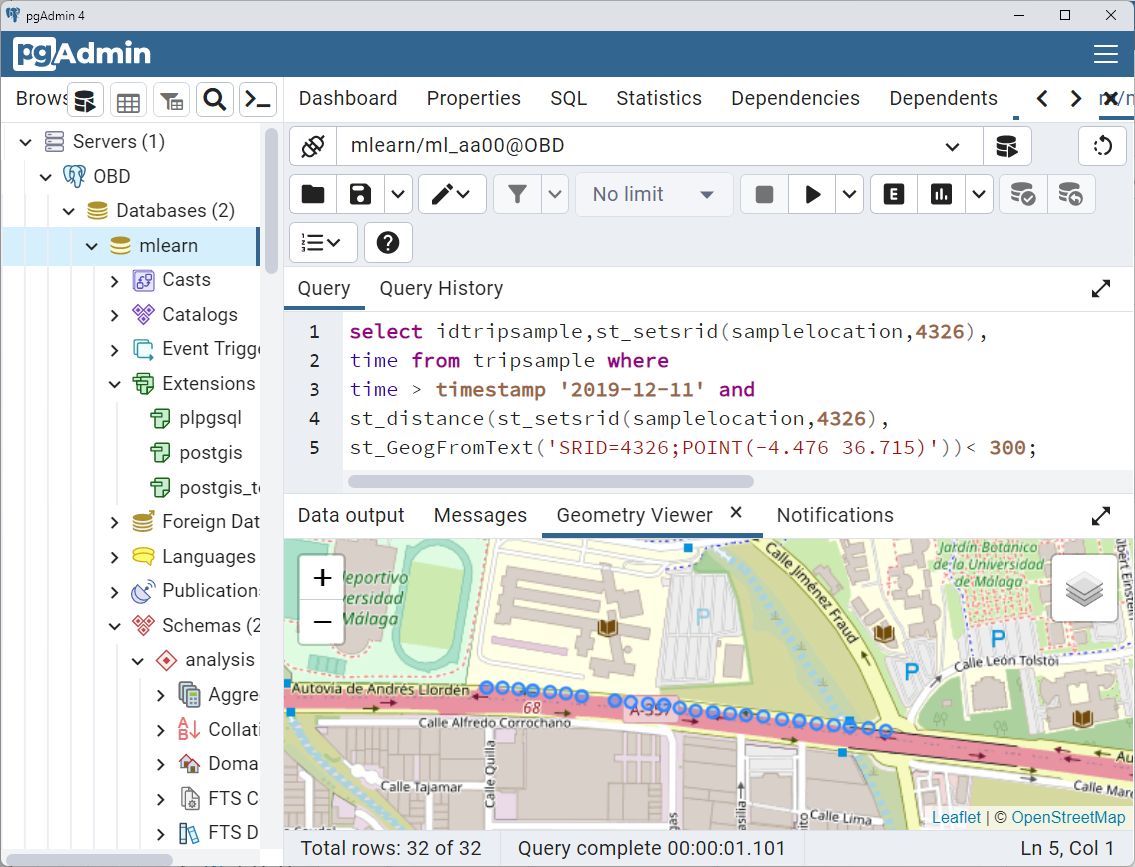 pgAdmin 4
pgAdmin
Brows
Dashboard Properties SQL Statistics Dependencies Dependents
Servers (1)
mlearn/ml_aa00@OBD
OBD
No limit
Databases (2)
mlearn
Casts
Query Query History
Catalogs
1 select idtripsample,st_setsrid(samplelocation,4326),
Event Trigge
2 time from tripsample where
Extensions
3 time > timestamp '2019-12-11' and
plpgsql
4 st_distance(st_setsrid(samplelocation,4326),
postgis
5 st_GeogFromText('SRID=4326;POINT(-4.476 36.715)'))< 300;
postgis_to
Foreign Dat
Data output Messages Geometry Viewer Notifications
Languages
Publication
Schemas (2
analysis
Aggre
Collati
Doma
FTS C
FTS D
+
−
eportivo
versidad
Málaga
Calle Jiménez Fraud
Jardín Botánico
de la Universidad
de Málaga
Albert Einstein
P
P
P
Calle León Tolstoi
Autovía de Andrés Llordén
68
A-357
Calle Alfredo Corrochano
Calle Quilla
Calle Tajamar
Calle Lima
Calle Marc
Leaflet | © OpenStreetMap
Total rows: 32 of 32 Query complete 00:00:01.101 Ln 5, Col 1